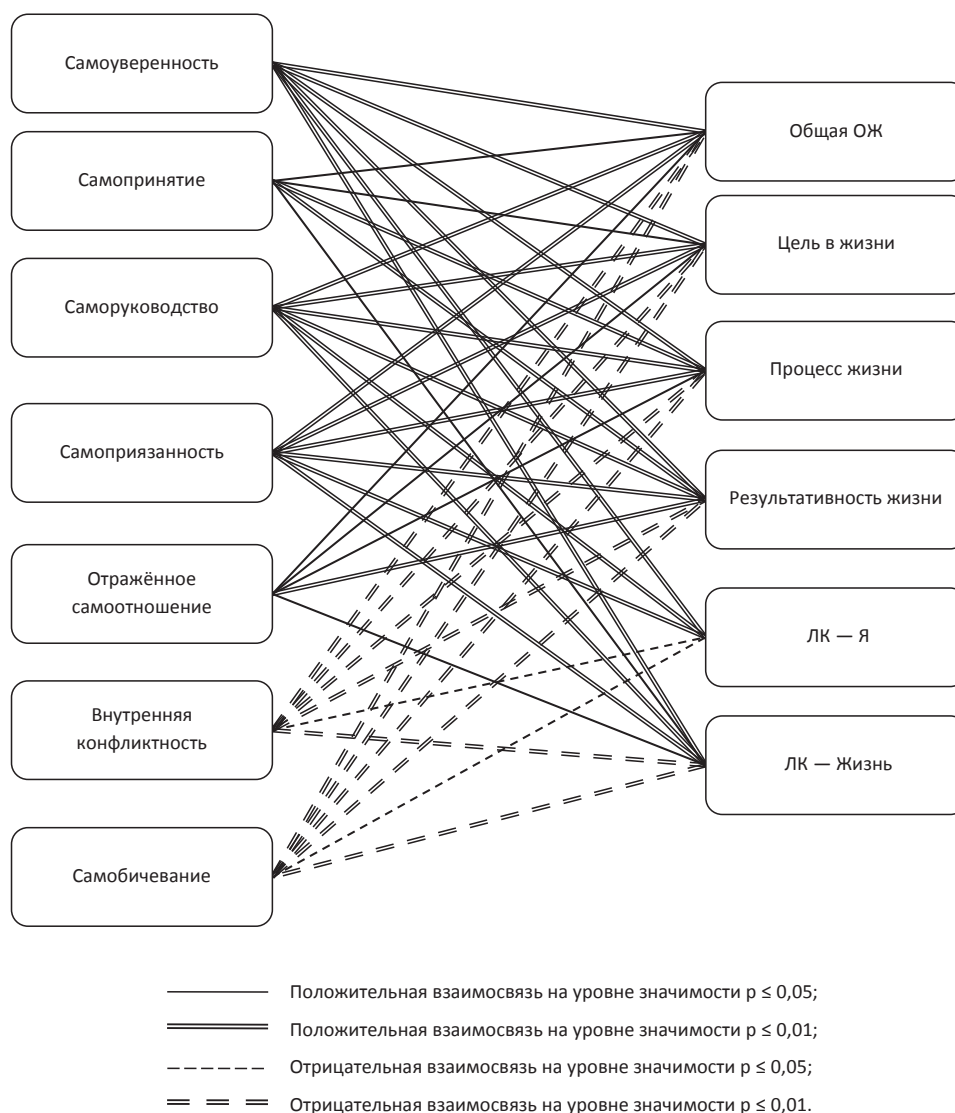 Самоуверенность
Самопринятие
Саморуководство
Самоприязанность
Отражённое
самоотношение
Внутренняя
конфликтность
Самобичевание
Общая ОЖ
Цель в жизни
Процесс жизни
Результативность жизни
ЛК — Я
ЛК — Жизнь
Положительная взаимосвязь на уровне значимости p ≤ 0,05;
Положительная взаимосвязь на уровне значимости p ≤ 0,01;
Отрицательная взаимосвязь на уровне значимости p ≤ 0,05;
Отрицательная взаимосвязь на уровне значимости p ≤ 0,01.